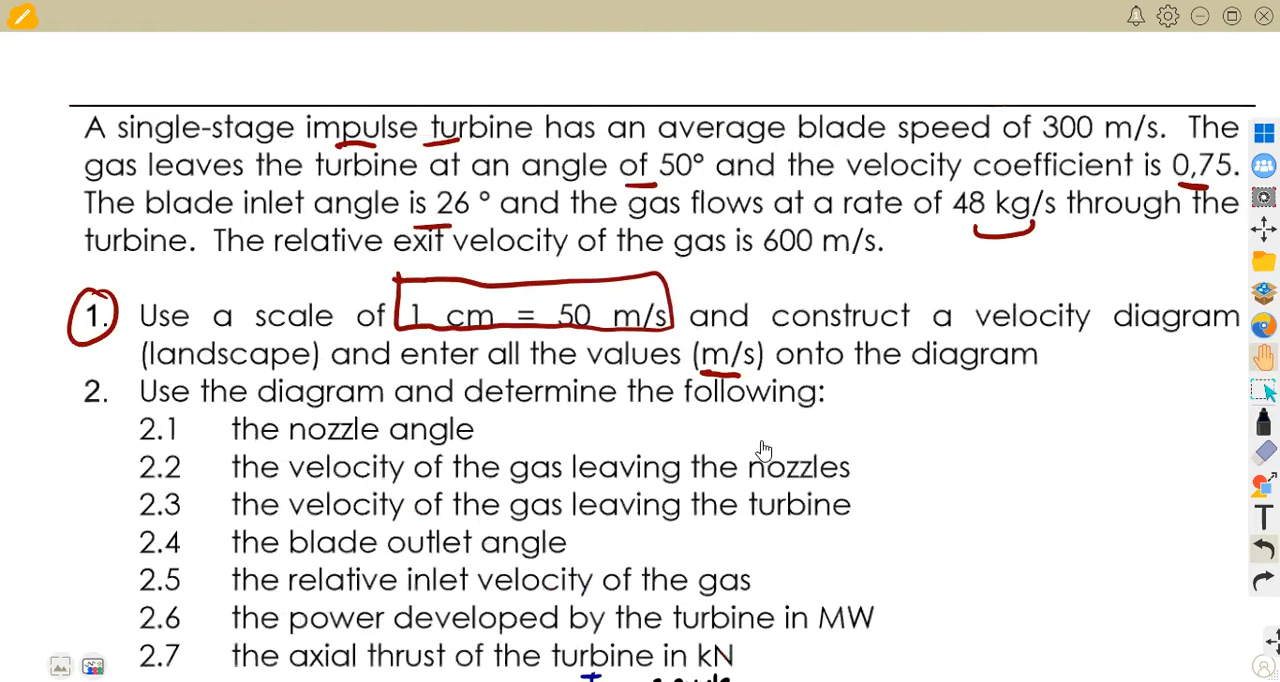 A single-stage impulse turbine has an average blade speed of 300 m/s. The
gas leaves the turbine at an angle of 50° and the velocity coefficient is 0,75.
The blade inlet angle is 26 ° and the gas flows at a rate of 48 kg/s through the
turbine. The relative exit velocity of the gas is 600 m/s.
1. Use a scale of 1 cm = 50 m/s and construct a velocity diagram
(landscape) and enter all the values (m/s) onto the diagram
2. Use the diagram and determine the following:
2.1 the nozzle angle
2.2 the velocity of the gas leaving the nozzles
2.3 the velocity of the gas leaving the turbine
2.4 the blade outlet angle
2.5 the relative inlet velocity of the gas
2.6 the power developed by the turbine in MW
2.7 the axial thrust of the turbine in kN